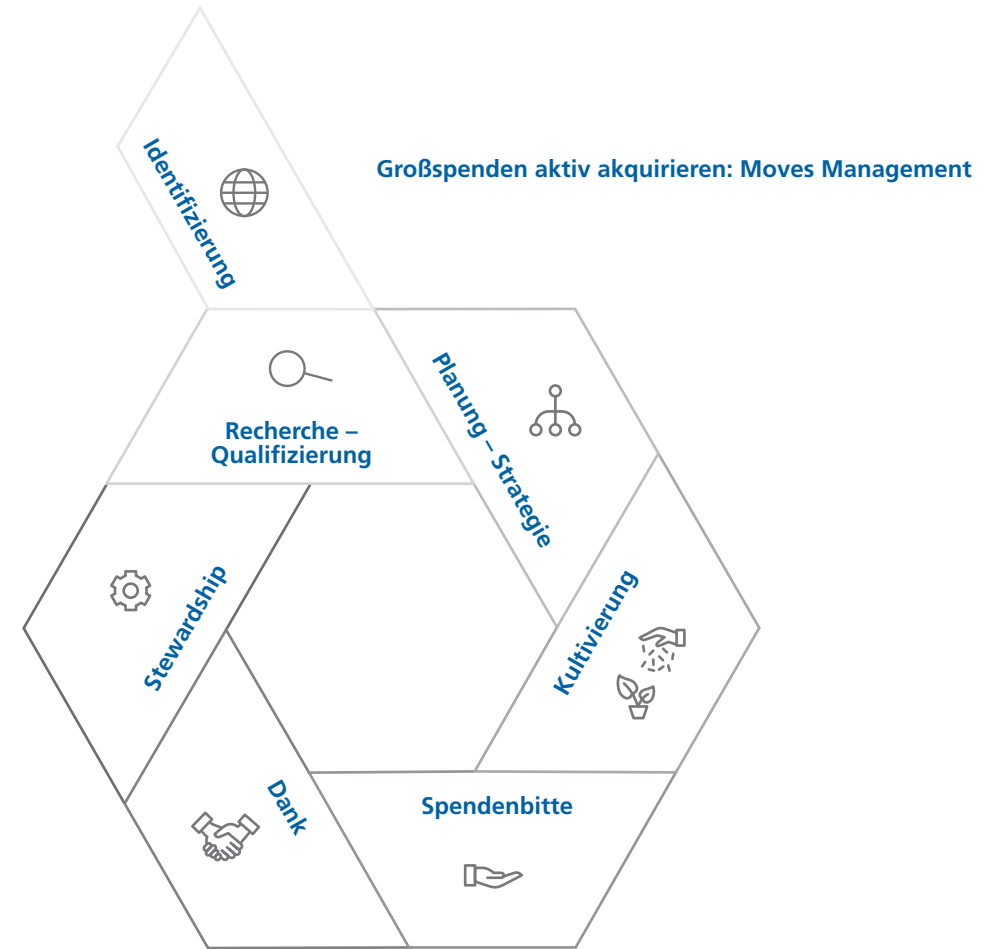 Großspenden aktiv akquirieren: Moves Management
Identifizierung
Recherche –
Qualifizierung
Planung – Strategie
Kultivierung
Spendenbitte
Dank
Stewardship